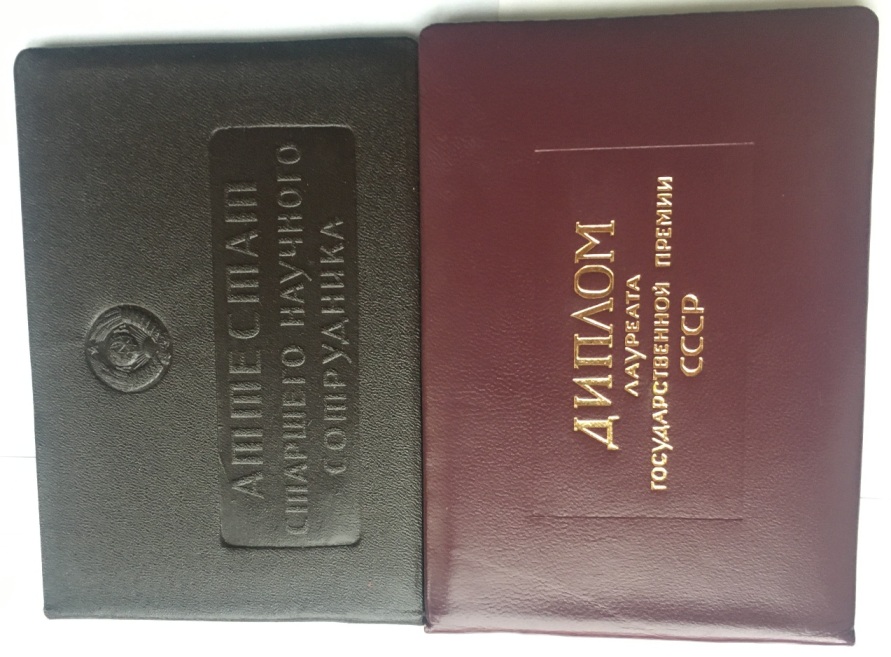 АТТЕСТАТ
СТАРШЕГО НАУЧНОГО
СОТРУДНИКА
ДИПЛОМ
ЛАУРЕАТА
ГОСУДАРСТВЕННОЙ ПРЕМИИ
СССР